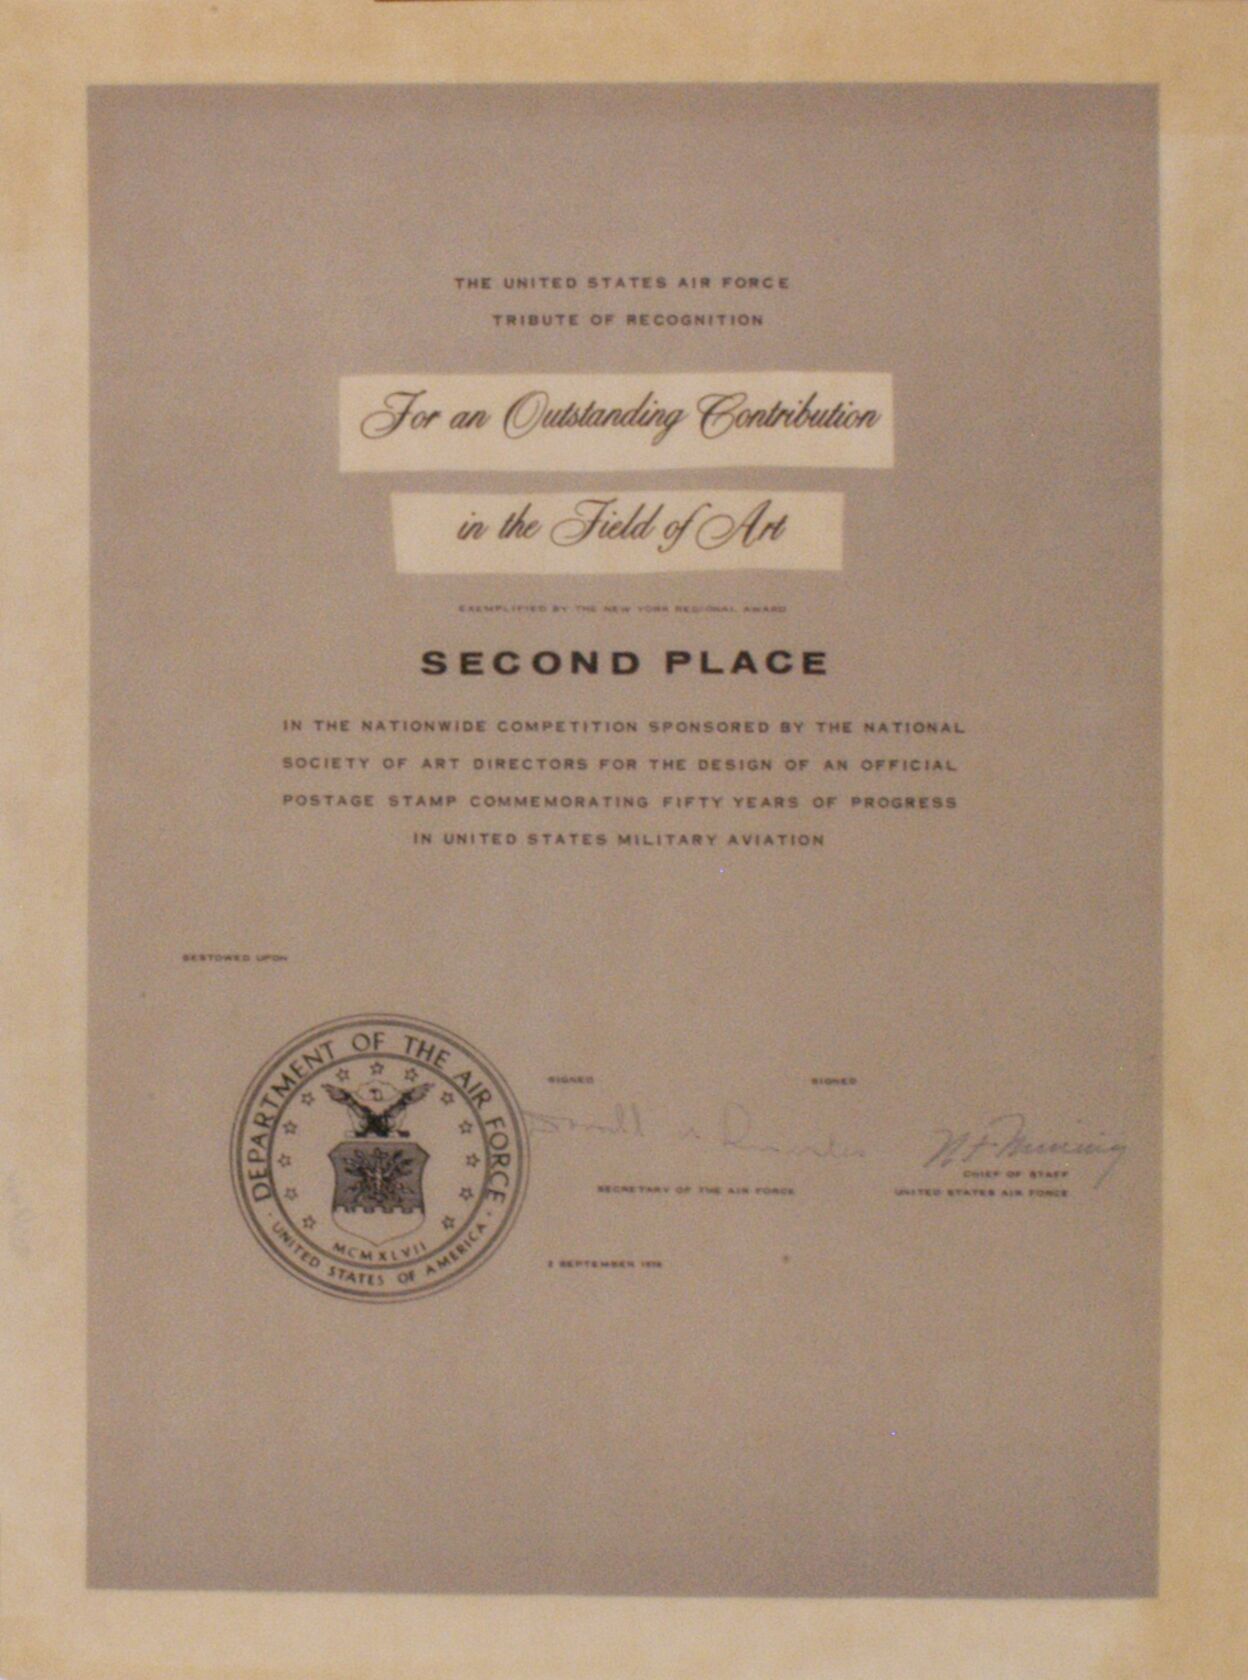 THE UNITED STATES AIR FORCE
TRIBUTE OF RECOGNITION
For an Outstanding Contribution
in the Field of Art
EXEMPLIFIED BY THE NEW YORK REGIONAL AWARD
SECOND PLACE
IN THE NATIONWIDE COMPETITION SPONSORED BY THE NATIONAL
SOCIETY OF ART DIRECTORS FOR THE DESIGN OF AN OFFICIAL
POSTAGE STAMP COMMEMORATING FIFTY YEARS OF PROGRESS
IN UNITED STATES MILITARY AVIATION
BESTOWED UPON
DEPARTMENT OF THE AIR FORCE
MCMXLVII
UNITED STATES OF AMERICA
SIGNED
SECRETARY OF THE AIR FORCE
SIGNED
CHIEF OF STAFF
UNITED STATES AIR FORCE
2 SEPTEMBER